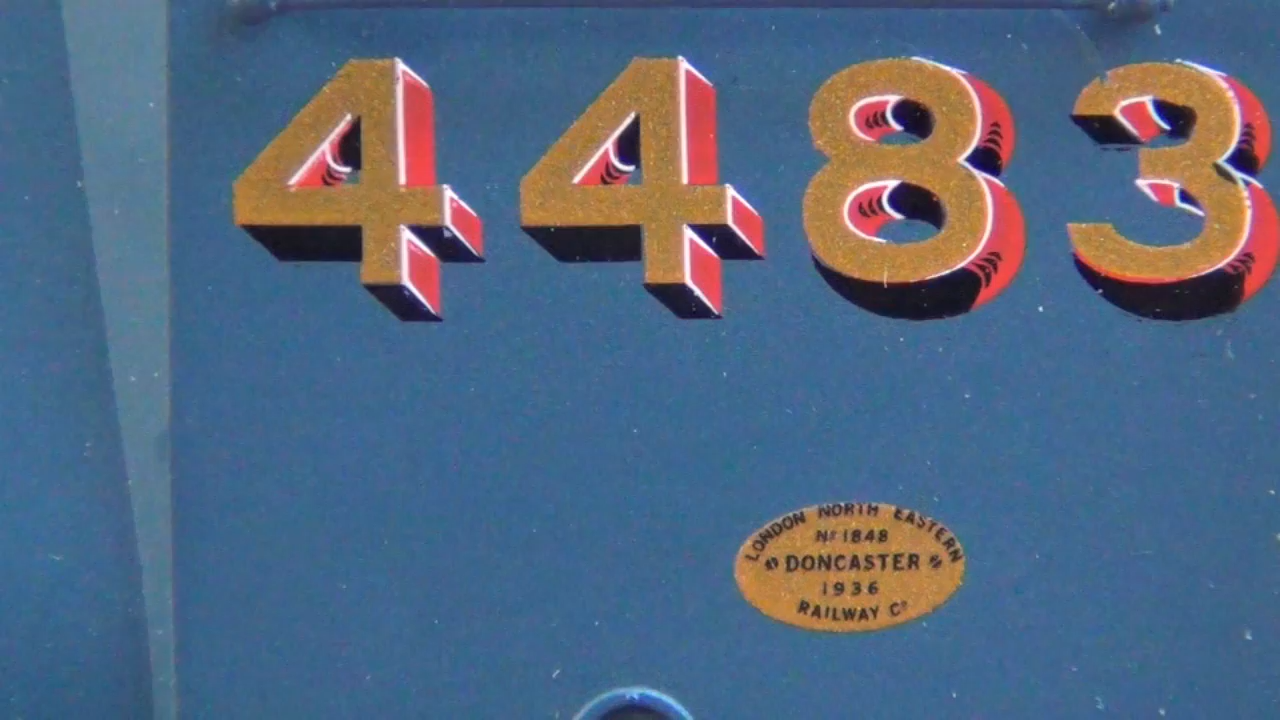 4483
LONDON NORTH EASTERN
Nº 1848
DONCASTER
1936
RAILWAY Cº